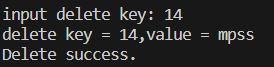 input delete key: 14
delete key = 14,value = mpss
Delete success.